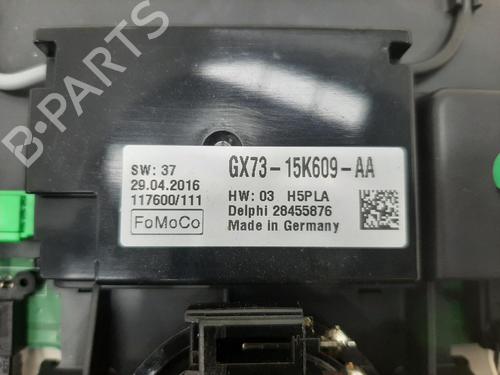 SW: 37
29.04.2016
117600/111
FoMoCo
GX73-15K609-AA
HW: 03 H5PLA
Delphi 28455876
Made in Germany
B-PARTS